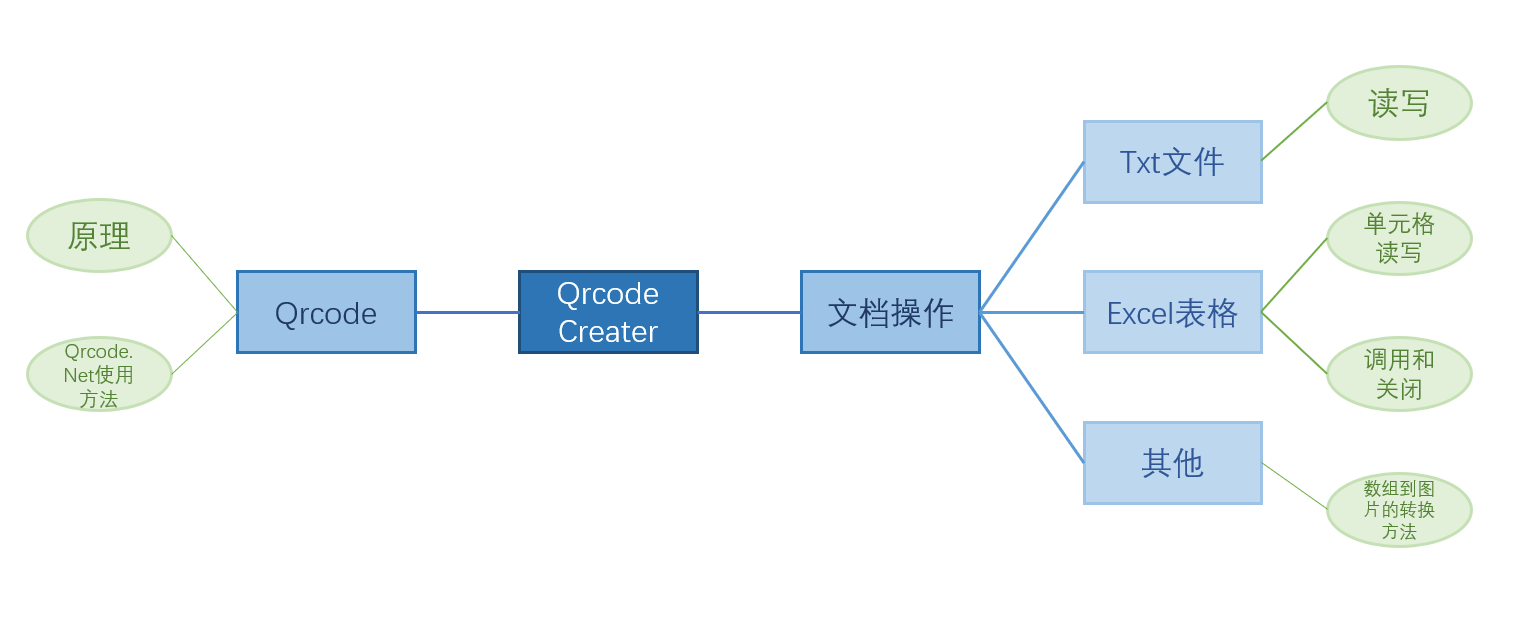 原理
Qrcode.
Net使用
方法
Qrcode
Qrcode
Creater
文档操作
Txt文件
读写
Excel表格
单元格
读写
调用和
关闭
其他
数组到图
片的转换
方法